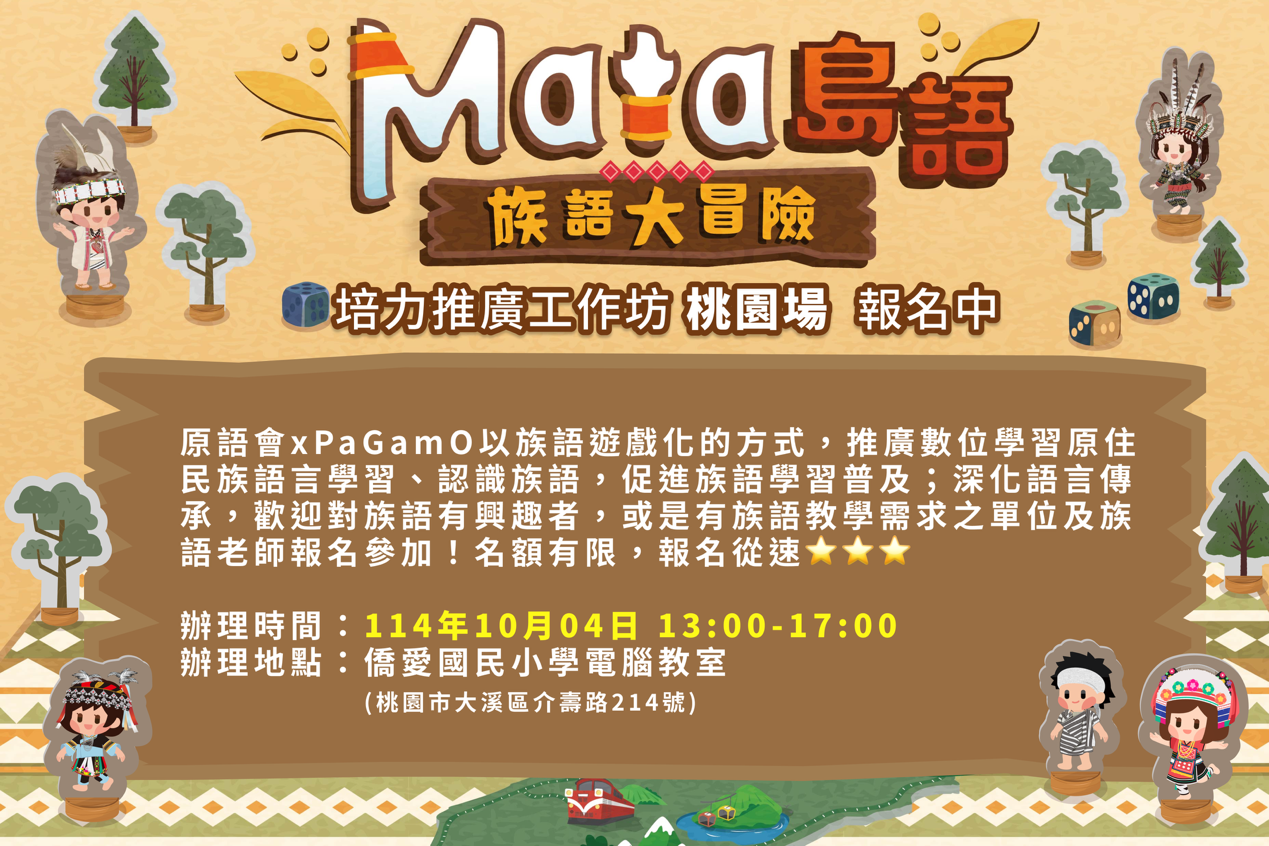 Mata島語
族語大冒險
培力推廣工作坊 桃園場 報名中
原語會xPaGamO以族語遊戲化的方式，推廣數位學習原住
民族語言學習、認識族語，促進族語學習普及；深化語言傳
承，歡迎對族語有興趣者，或是有族語教學需求之單位及族
語老師報名參加！名額有限，報名從速⭐⭐⭐
辦理時間：114年10月04日 13:00-17:00
辦理地點：僑愛國民小學電腦教室
(桃園市大溪區介壽路214號)